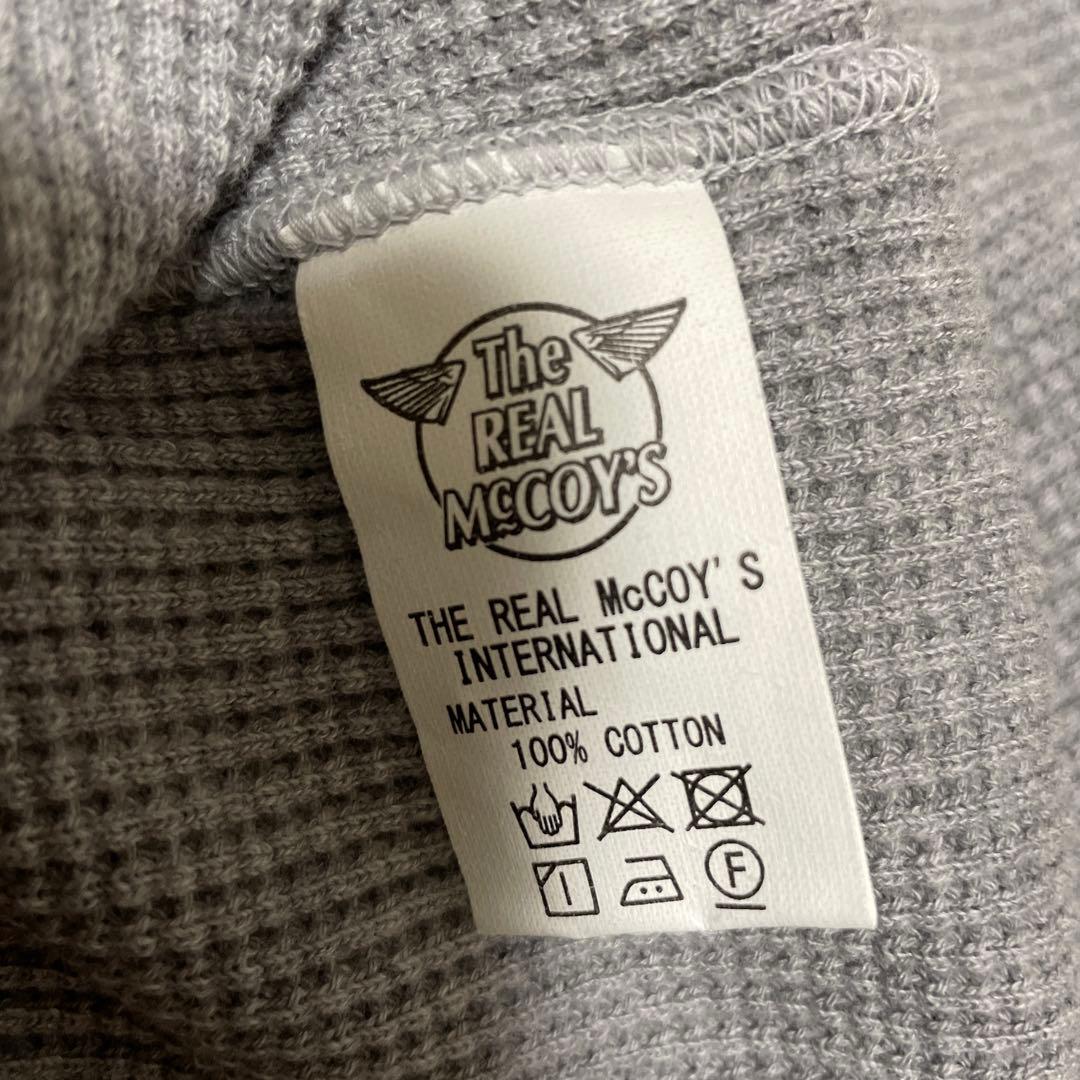 The
REAL
McCOY'S
THE REAL McCOY'S
INTERNATIONAL
MATERIAL
100% COTTON
F